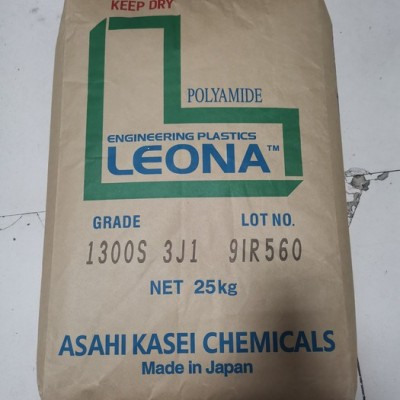 KEEP DRY
POLYAMIDE
ENGINEERING PLASTICS
LEONA™
GRADE LOT NO.
1300S 3J1 9IR560
NET 25kg
ASAHI KASEI CHEMICALS
Made in Japan